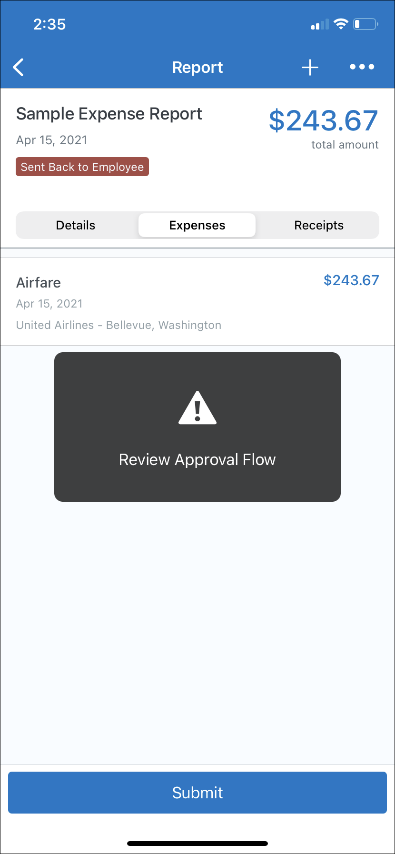 2:35
Report
Sample Expense Report
$243.67
Apr 15, 2021
total amount
Sent Back to Employee
Details
Expenses
Receipts
Airfare
$243.67
Apr 15, 2021
United Airlines - Bellevue, Washington
Review Approval Flow
Submit